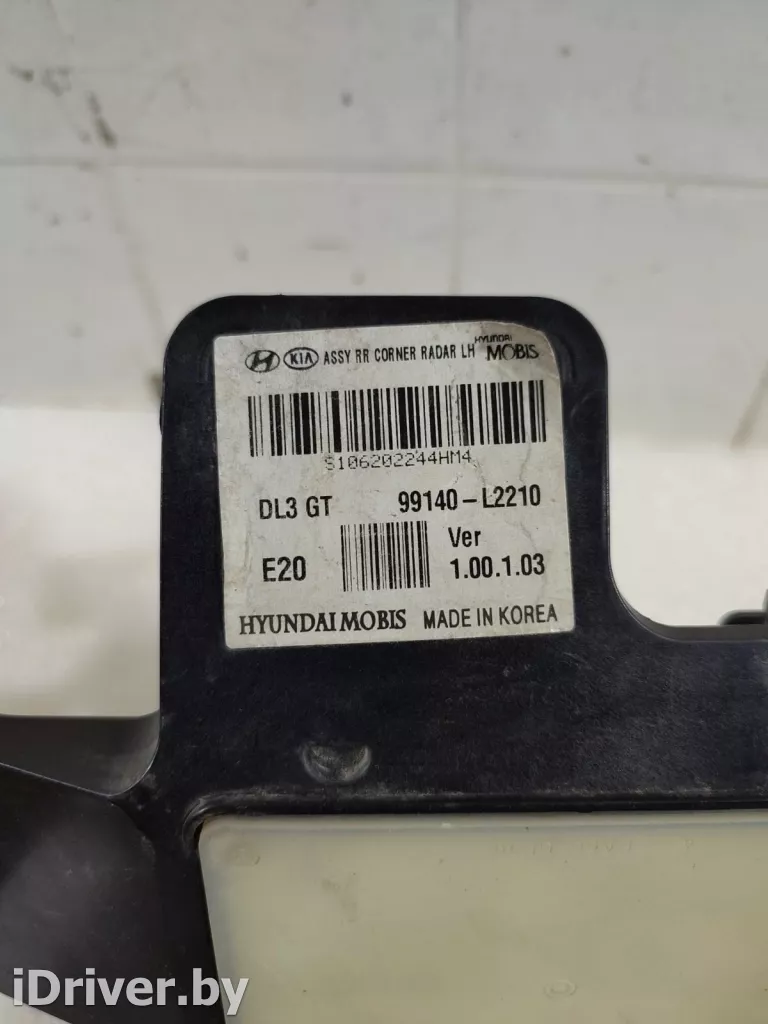 KIA ASSY RR CORNER RADAR LH HYUNDAI MOBIS
S106202244HM4
DL3 GT 99140-L2210
E20 Ver 1.00.1.03
HYUNDAI MOBIS MADE IN KOREA
iDriver.by